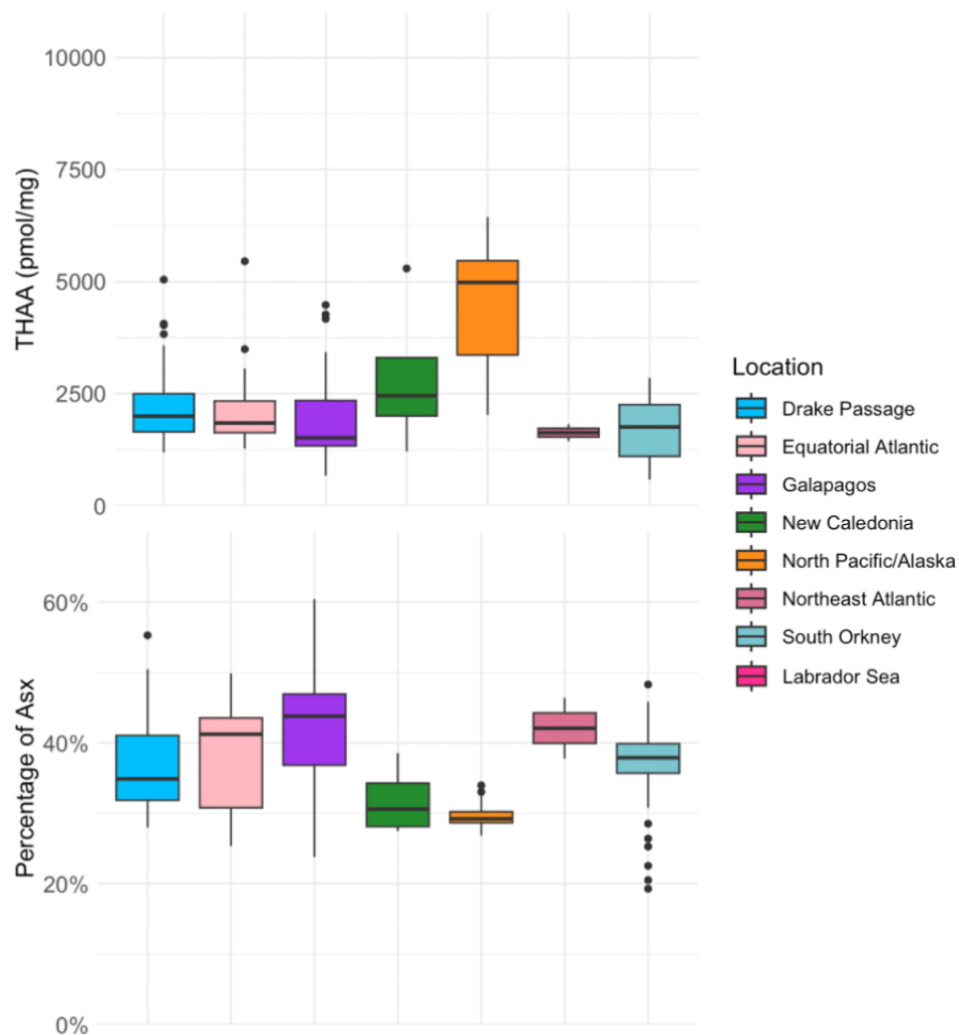 10000
7500
5000
2500
0
THAA (pmol/mg)
60%
40%
20%
0%
Percentage of Asx
Location
Drake Passage
Equatorial Atlantic
Galapagos
New Caledonia
North Pacific/Alaska
Northeast Atlantic
South Orkney
Labrador Sea